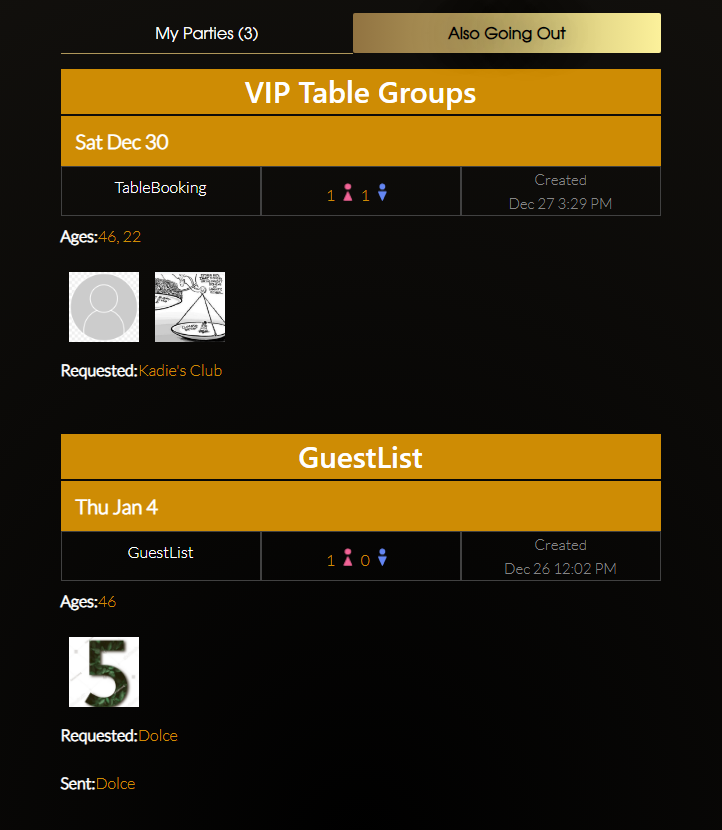 My Parties (3)
Also Going Out
VIP Table Groups
Sat Dec 30
TableBooking
1 1
Created
Dec 27 3:29 PM
Ages:46, 22
Requested:Kadie's Club
GuestList
Thu Jan 4
GuestList
1 0
Created
Dec 26 12:02 PM
Ages:46
5
Requested:Dolce
Sent:Dolce